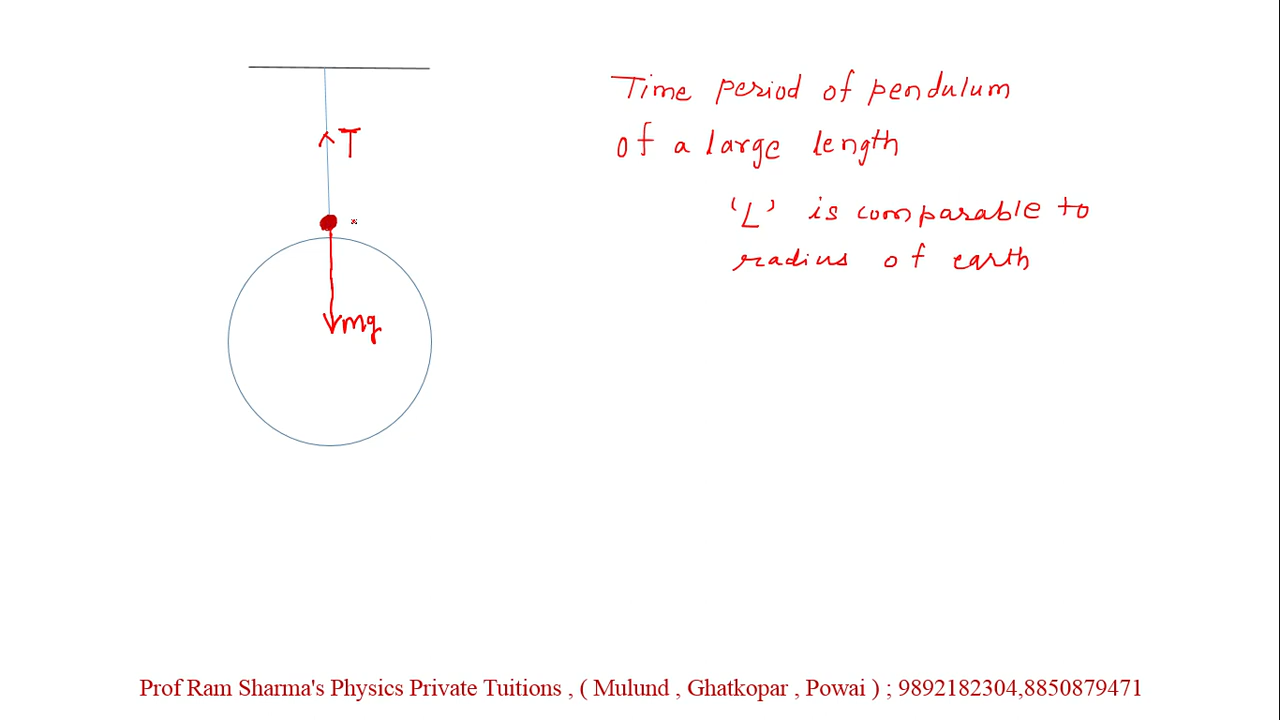 T
mg
Time period of pendulum
of a large length
'L' is comparable to
radius of earth
Prof Ram Sharma's Physics Private Tuitions , ( Mulund , Ghatkopar , Powai ) ; 9892182304,8850879471